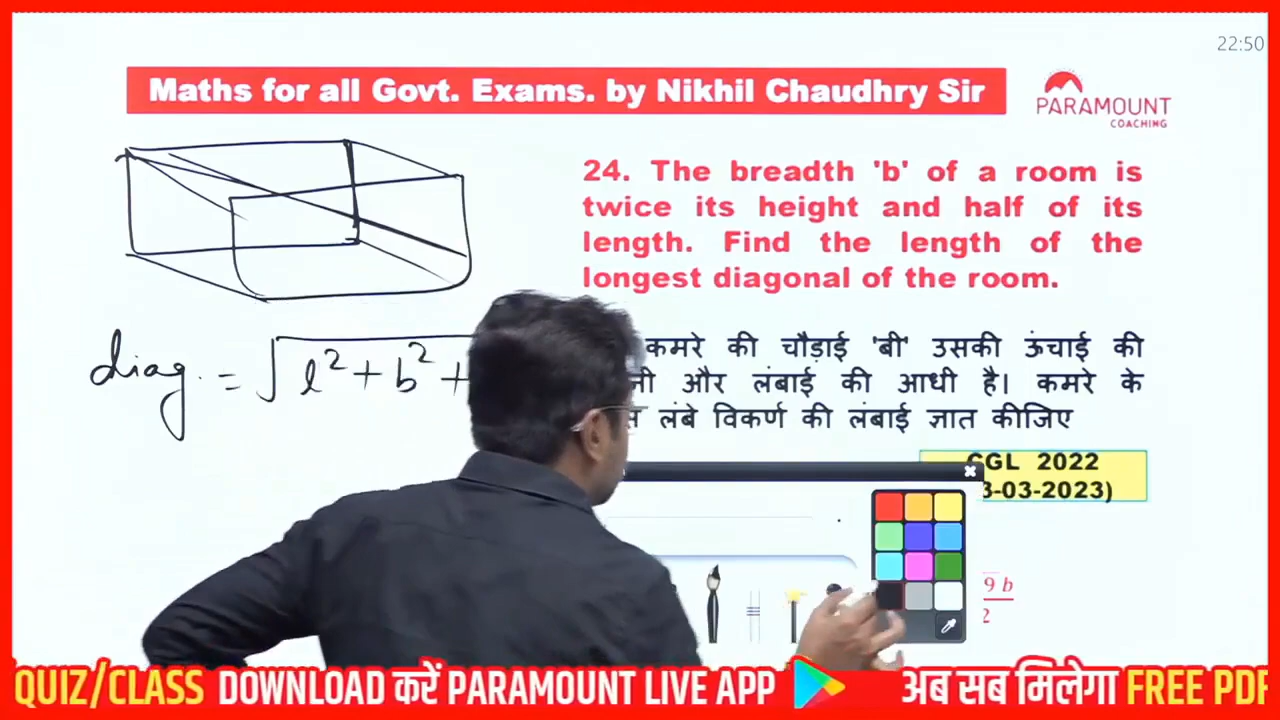 22:50
Maths for all Govt. Exams. by Nikhil Chaudhry Sir
PARAMOUNT
COACHING
24. The breadth 'b' of a room is
twice its height and half of its
length. Find the length of the
longest diagonal of the room.
diag. = √l² + b² +
कमरे की चौड़ाई 'बी' उसकी ऊंचाई की
और लंबाई की आधी है। कमरे के
लंबे विकर्ण की लंबाई ज्ञात कीजिए
CGL 2022
3-03-2023)
9 b
2
QUIZ/CLASS DOWNLOAD करें PARAMOUNT LIVE APP अब सब मिलेगा FREE PDF